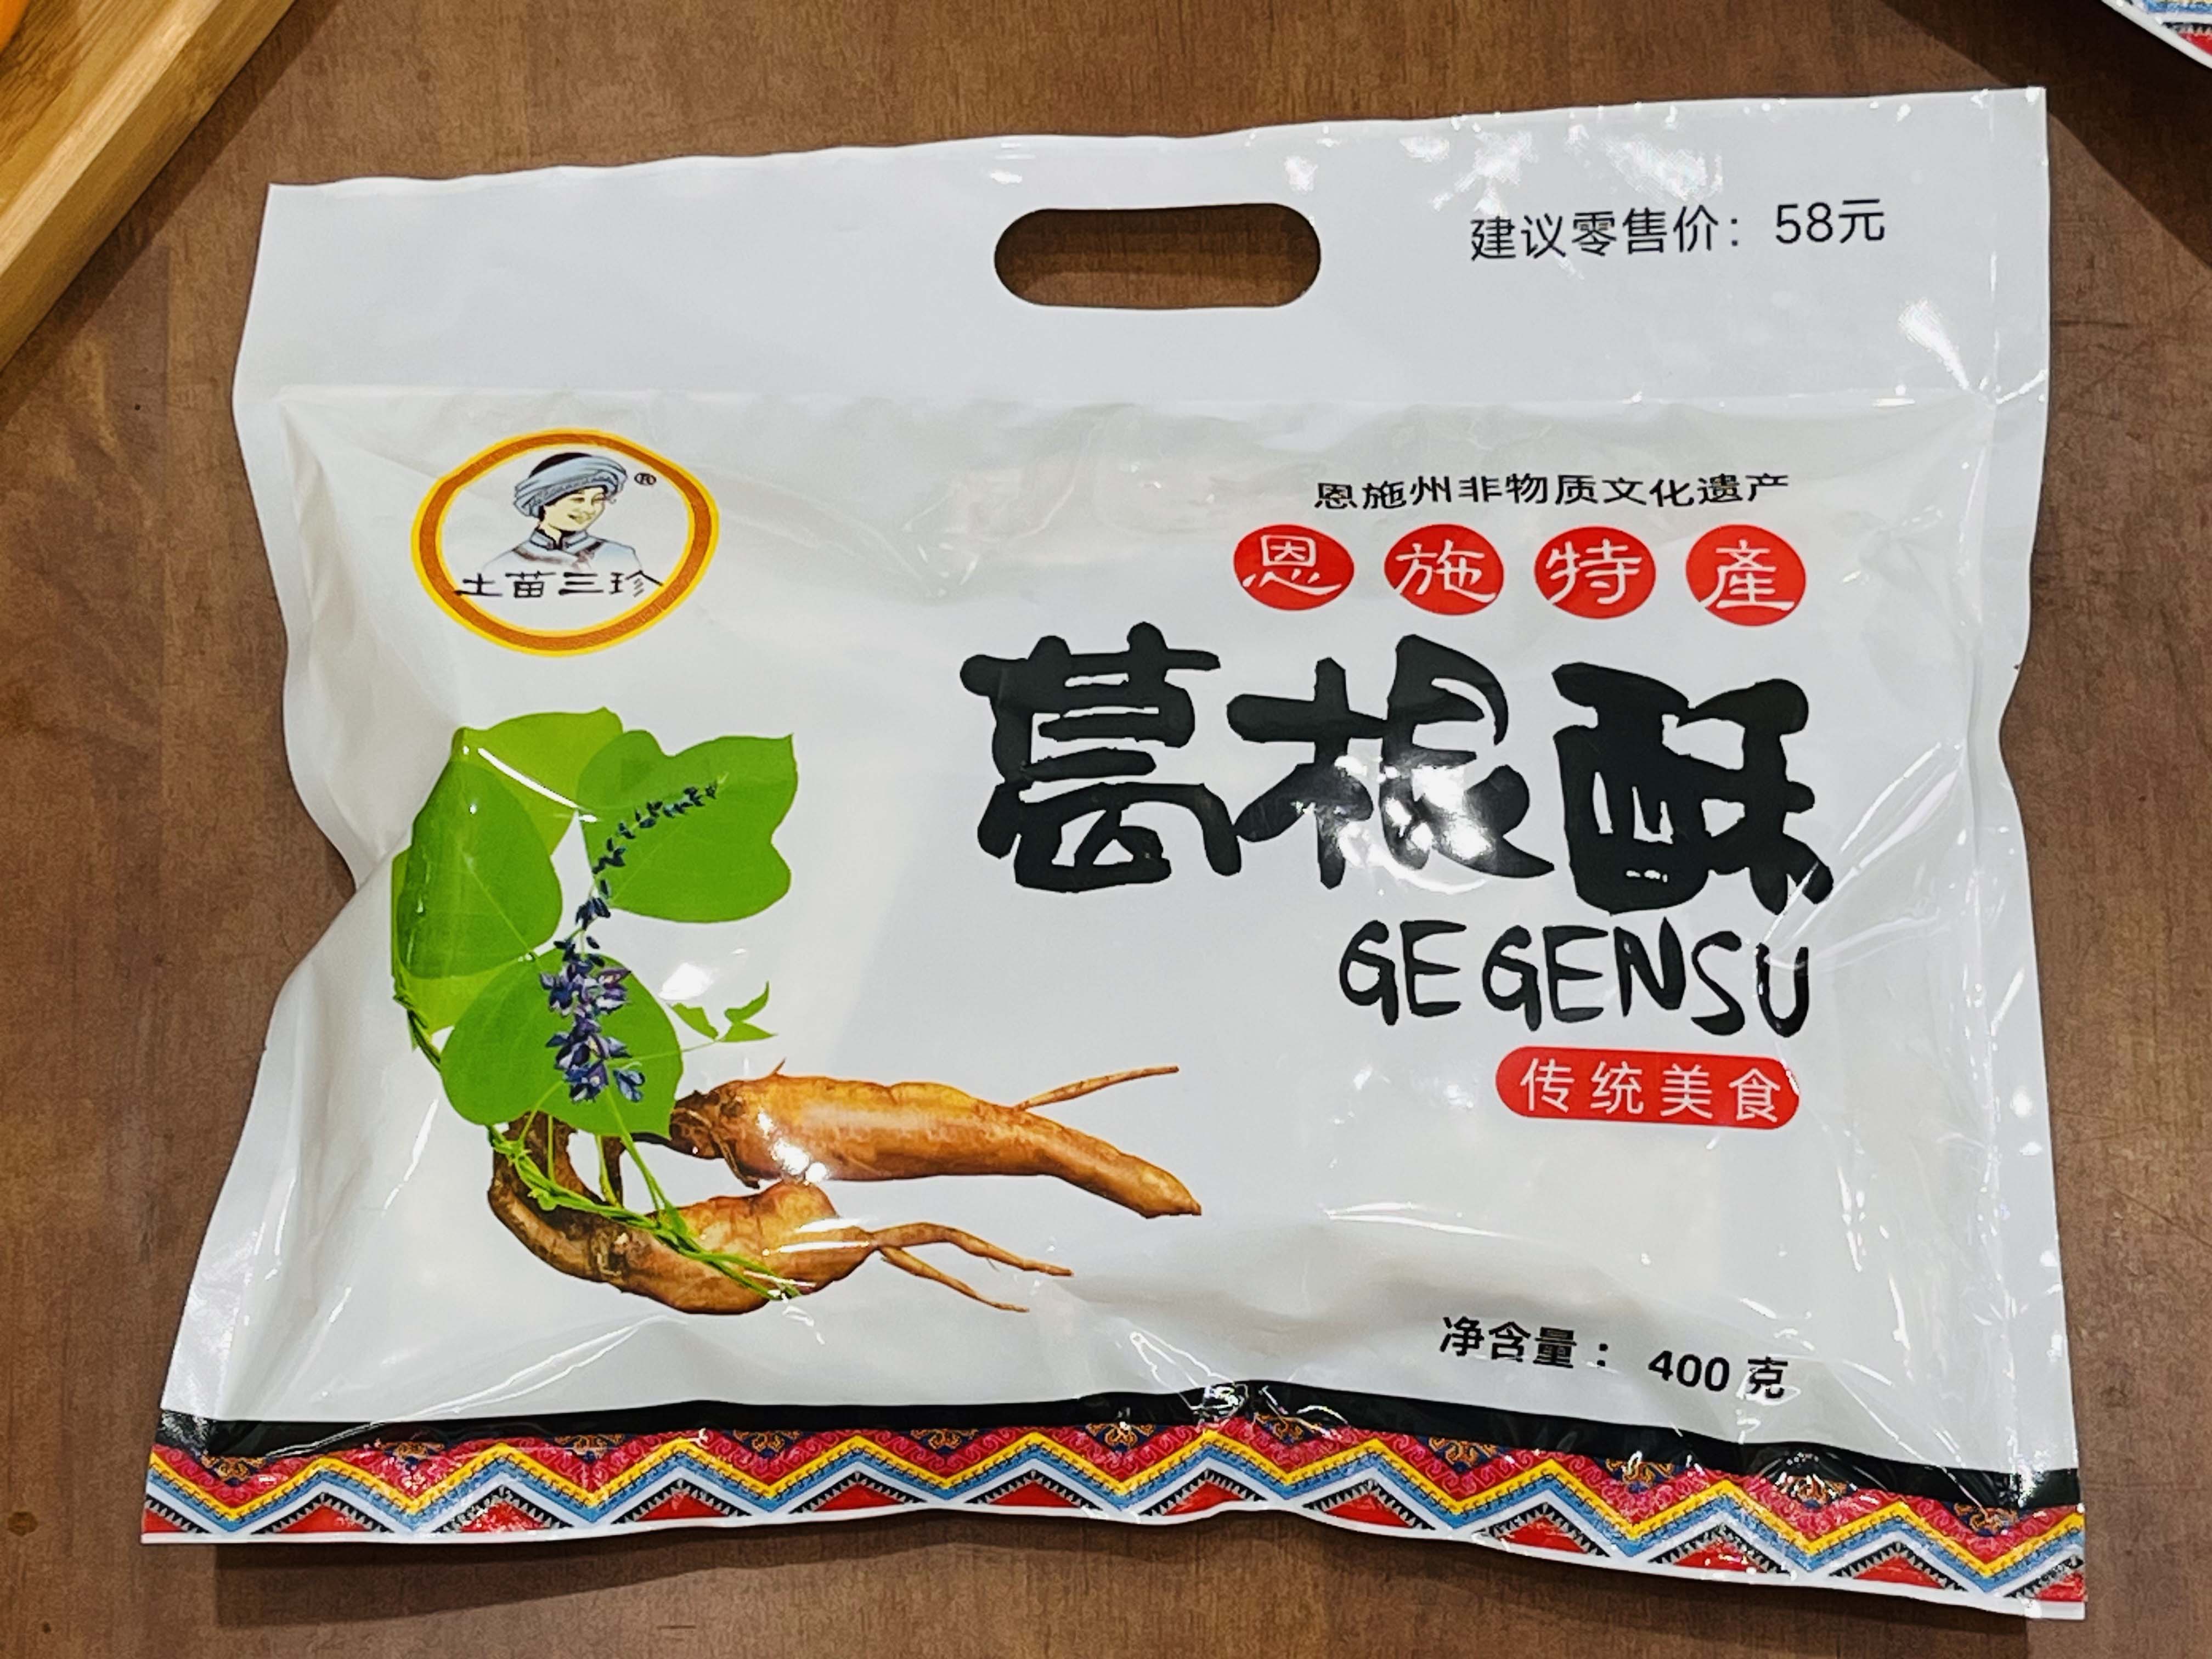 建议零售价：58元
土苗三珍
恩施州非物质文化遗产
恩施特產
葛根酥
GEGENSU
传统美食
净含量：400克